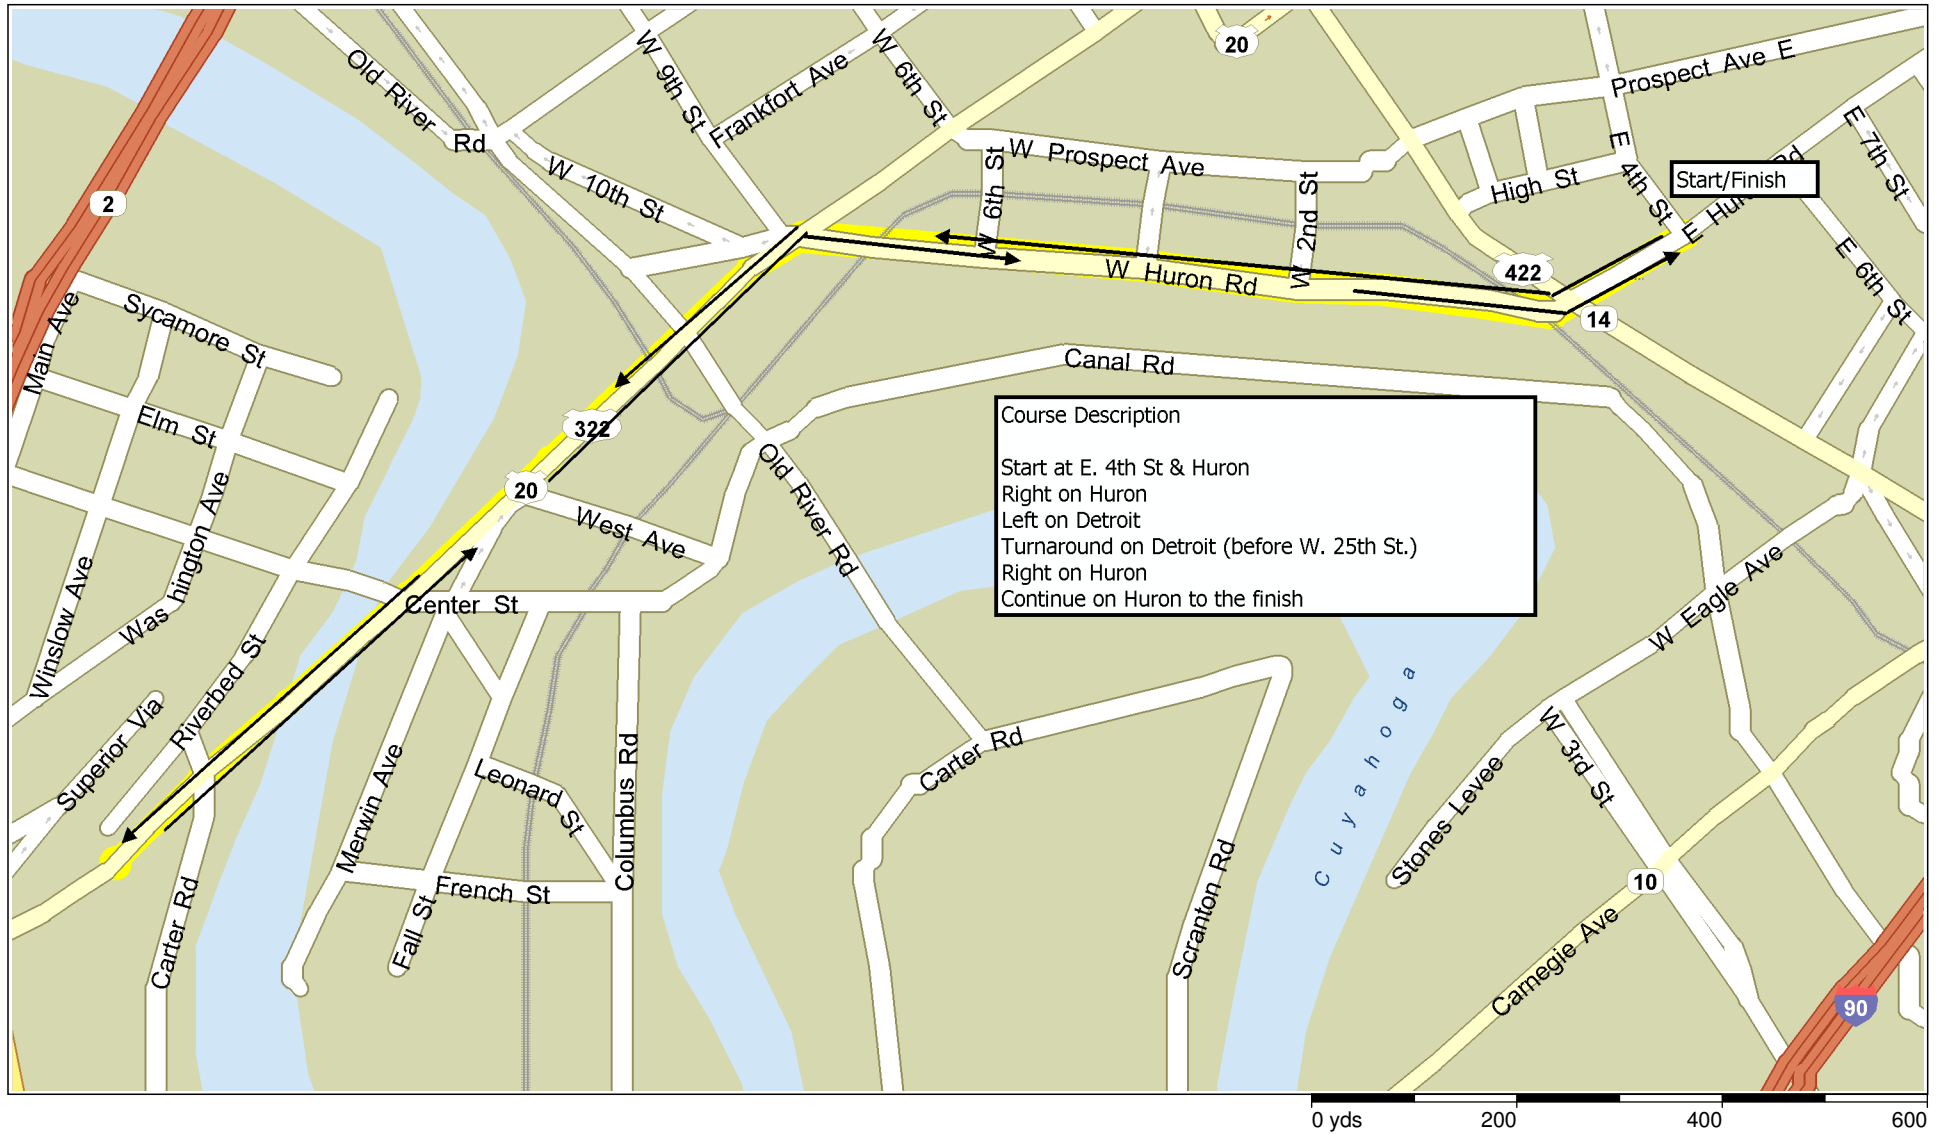 20
Old River
Rd
W 9th St
Frankfort Ave
W 6th St
Prospect Ave E
E 7th St
W Prospect Ave
W 10th St
W 6th St
W 2nd St
High St
E 4th St
Start/Finish
E Huron Rd
2
W Huron Rd
422
14
E 6th St
Main Ave
Sycamore St
Elm St
Canal Rd
322
20
Course Description
Start at E. 4th St & Huron
Right on Huron
Left on Detroit
Turnaround on Detroit (before W. 25th St.)
Right on Huron
Continue on Huron to the finish
West Ave
Old River Rd
Center St
Winslow Ave
Was hington Ave
Riverbed St
Superior Via
W Eagle Ave
Cuyahoga
Merwin Ave
Leonard St
Columbus Rd
Carter Rd
Stones Levee
W 3rd St
French St
Fall St
Carter Rd
Scranton Rd
10
Carnegie Ave
90
0 yds 200 400 600